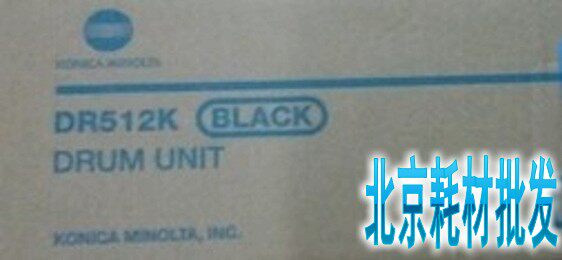 KONICA MINOLTA
DR512K BLACK
DRUM UNIT
北京耗材批发
KONICA MINOLTA, INC.